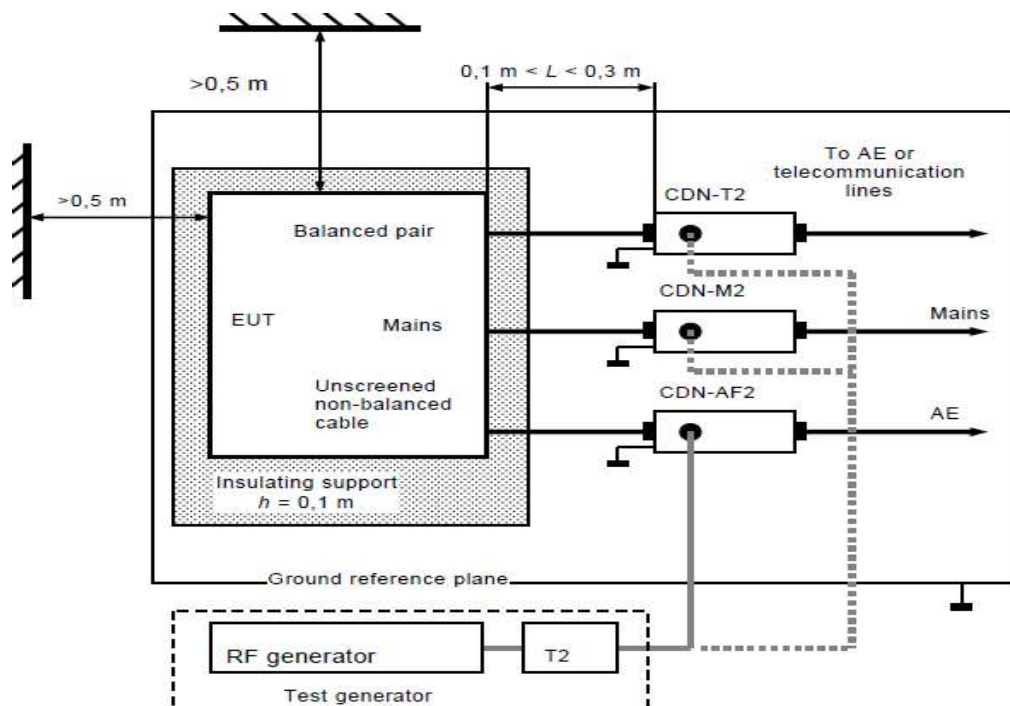 >0,5 m
0,1 m < L < 0,3 m
>0,5 m
To AE or
telecommunication
lines
CDN-T2
Balanced pair
CDN-M2
EUT
Mains
Mains
Unscreened
non-balanced
cable
CDN-AF2
AE
Insulating support
h = 0,1 m
Ground reference plane
RF generator
T2
Test generator